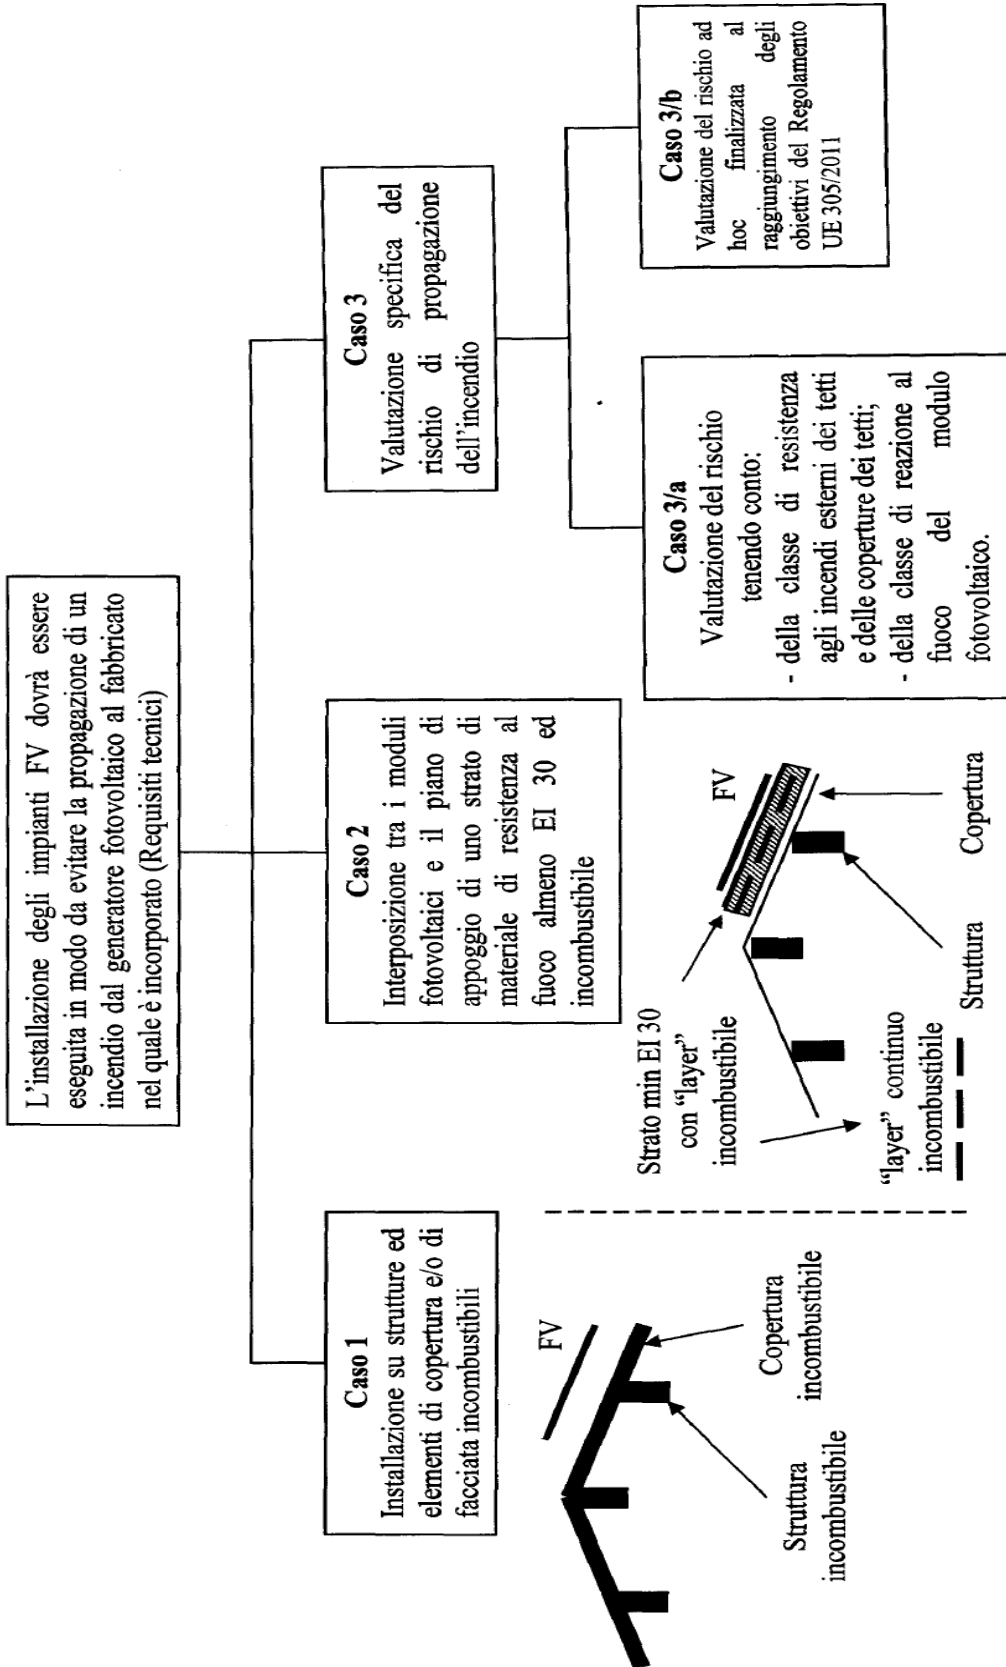 L'installazione degli impianti FV dovrà essere
eseguita in modo da evitare la propagazione di un
incendio dal generatore fotovoltaico al fabbricato
nel quale è incorporato (Requisiti tecnici)
Caso 1
Installazione su strutture ed
elementi di copertura e/o di
facciata incombustibili
Caso 2
Interposizione tra i moduli
fotovoltaici e il piano di
appoggio di uno strato di
materiale di resistenza al
fuoco almeno EI 30 ed
incombustibile
Caso 3
Valutazione specifica del
rischio di propagazione
dell'incendio
FV
Struttura
incombustibile
Copertura
incombustibile
Strato min EI 30
con “layer”
incombustibile
FV
“layer” continuo
incombustibile
Struttura
Copertura
Caso 3/a
Valutazione del rischio
tenendo conto:
- della classe di resistenza
agli incendi esterni dei tetti
e delle coperture dei tetti;
- della classe di reazione al
fuoco del modulo
fotovoltaico.
Caso 3/b
Valutazione del rischio ad
hoc finalizzata al
raggiungimento degli
obiettivi del Regolamento
UE 305/2011